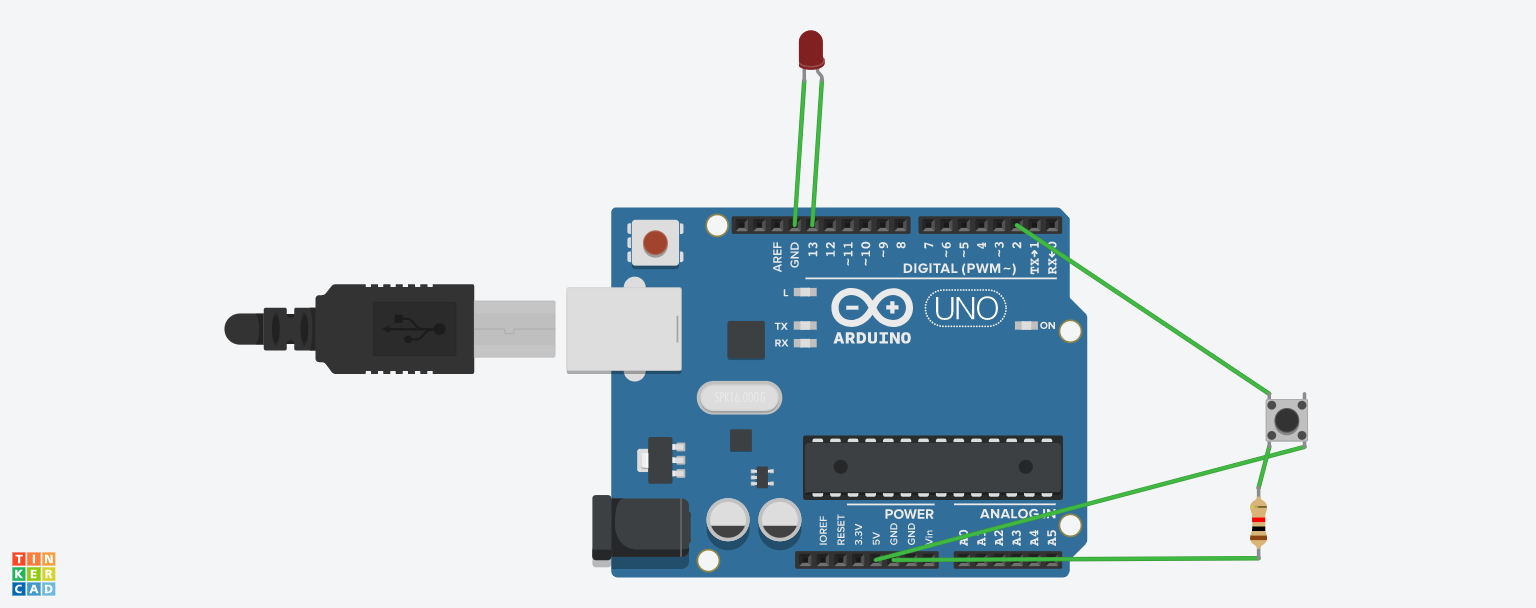 AREF
GND
13
12
~11
~10
~9
8
7
~6
~5
4
~3
2
TX→1
RX←0
DIGITAL (PWM~)
L
TX
RX
UNO
ON
ARDUINO
SPK16.000G
POWER
ANALOG IN
IOREF
RESET
3.3V
5V
GND
GND
Vin
A0
A1
A2
A3
A4
A5
TIN
KER
CAD